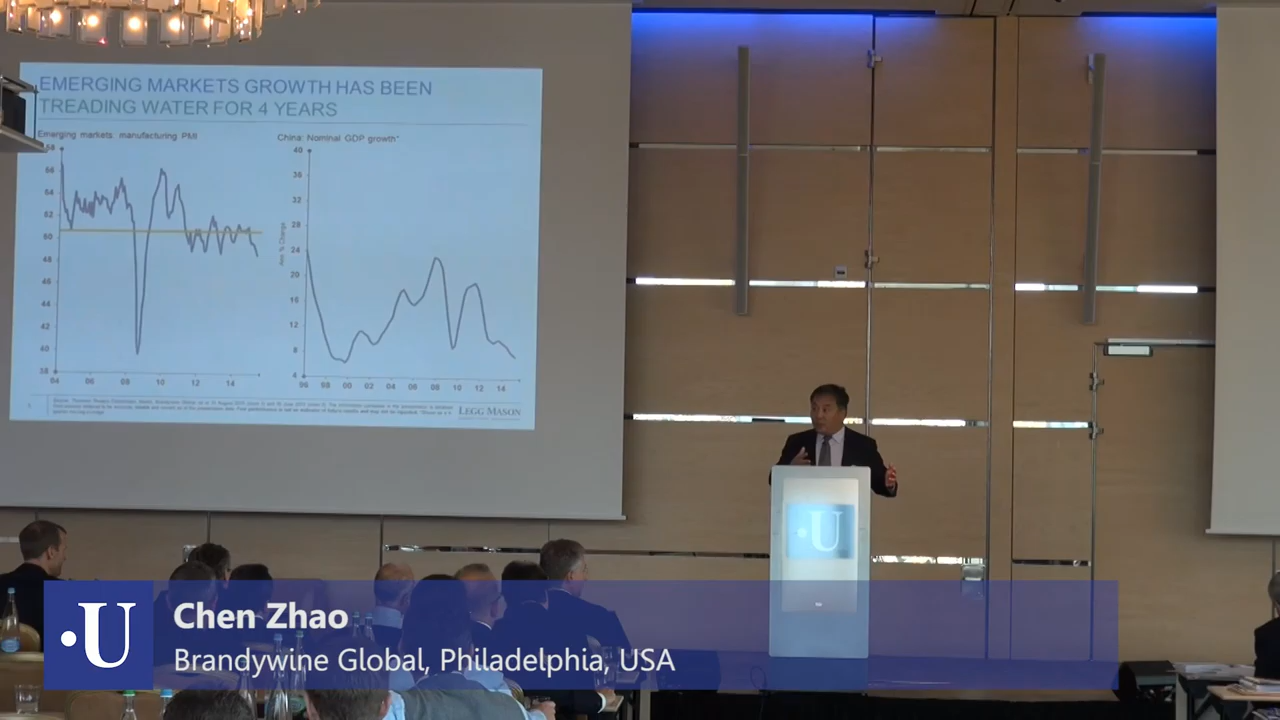 EMERGING MARKETS GROWTH HAS BEEN
TREADING WATER FOR 4 YEARS
Emerging markets: manufacturing PMI
58
56
54
52
50
48
46
44
42
40
38
04 06 08 10 12 14
China: Nominal GDP growth*
Ann % Change
40
36
32
28
24
20
16
12
8
4
96 98 00 02 04 06 08 10 12 14
LEGG MASON
U
U
Chen Zhao
Brandywine Global, Philadelphia, USA